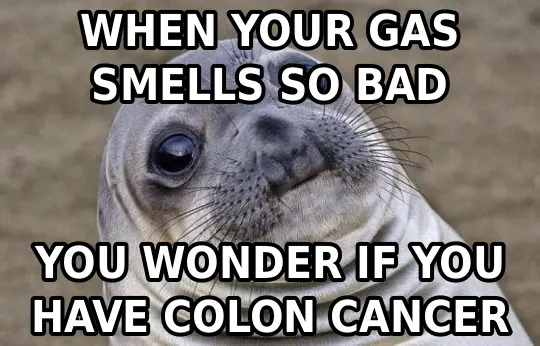 WHEN YOUR GAS
SMELLS SO BAD
YOU WONDER IF YOU
HAVE COLON CANCER